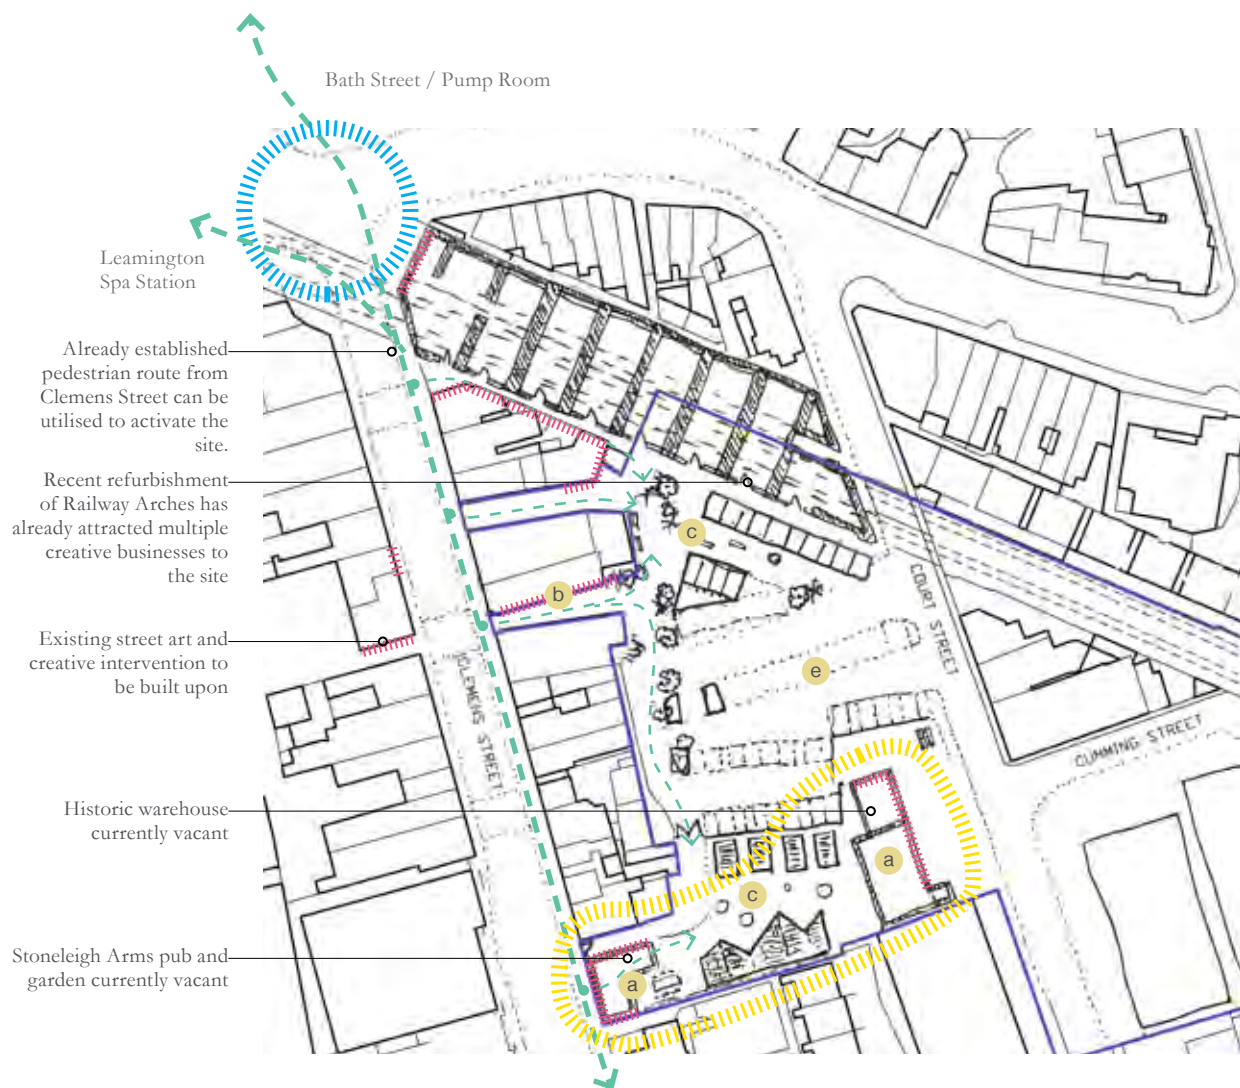 Bath Street / Pump Room
Leamington
Spa Station
Already established
pedestrian route from
Clemens Street can be
utilised to activate the
site.
Recent refurbishment
of Railway Arches has
already attracted multiple
creative businesses to
the site
Existing street art and
creative intervention to
be built upon
Historic warehouse
currently vacant
Stoneleigh Arms pub and
garden currently vacant
c
b
e
a
c
a
COURT STREET
CLEMENS STREET
CUMMING STREET